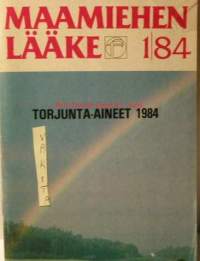 MAAMIEHEN
LÄÄKE 1/84
TORJUNTA-AINEET 1984